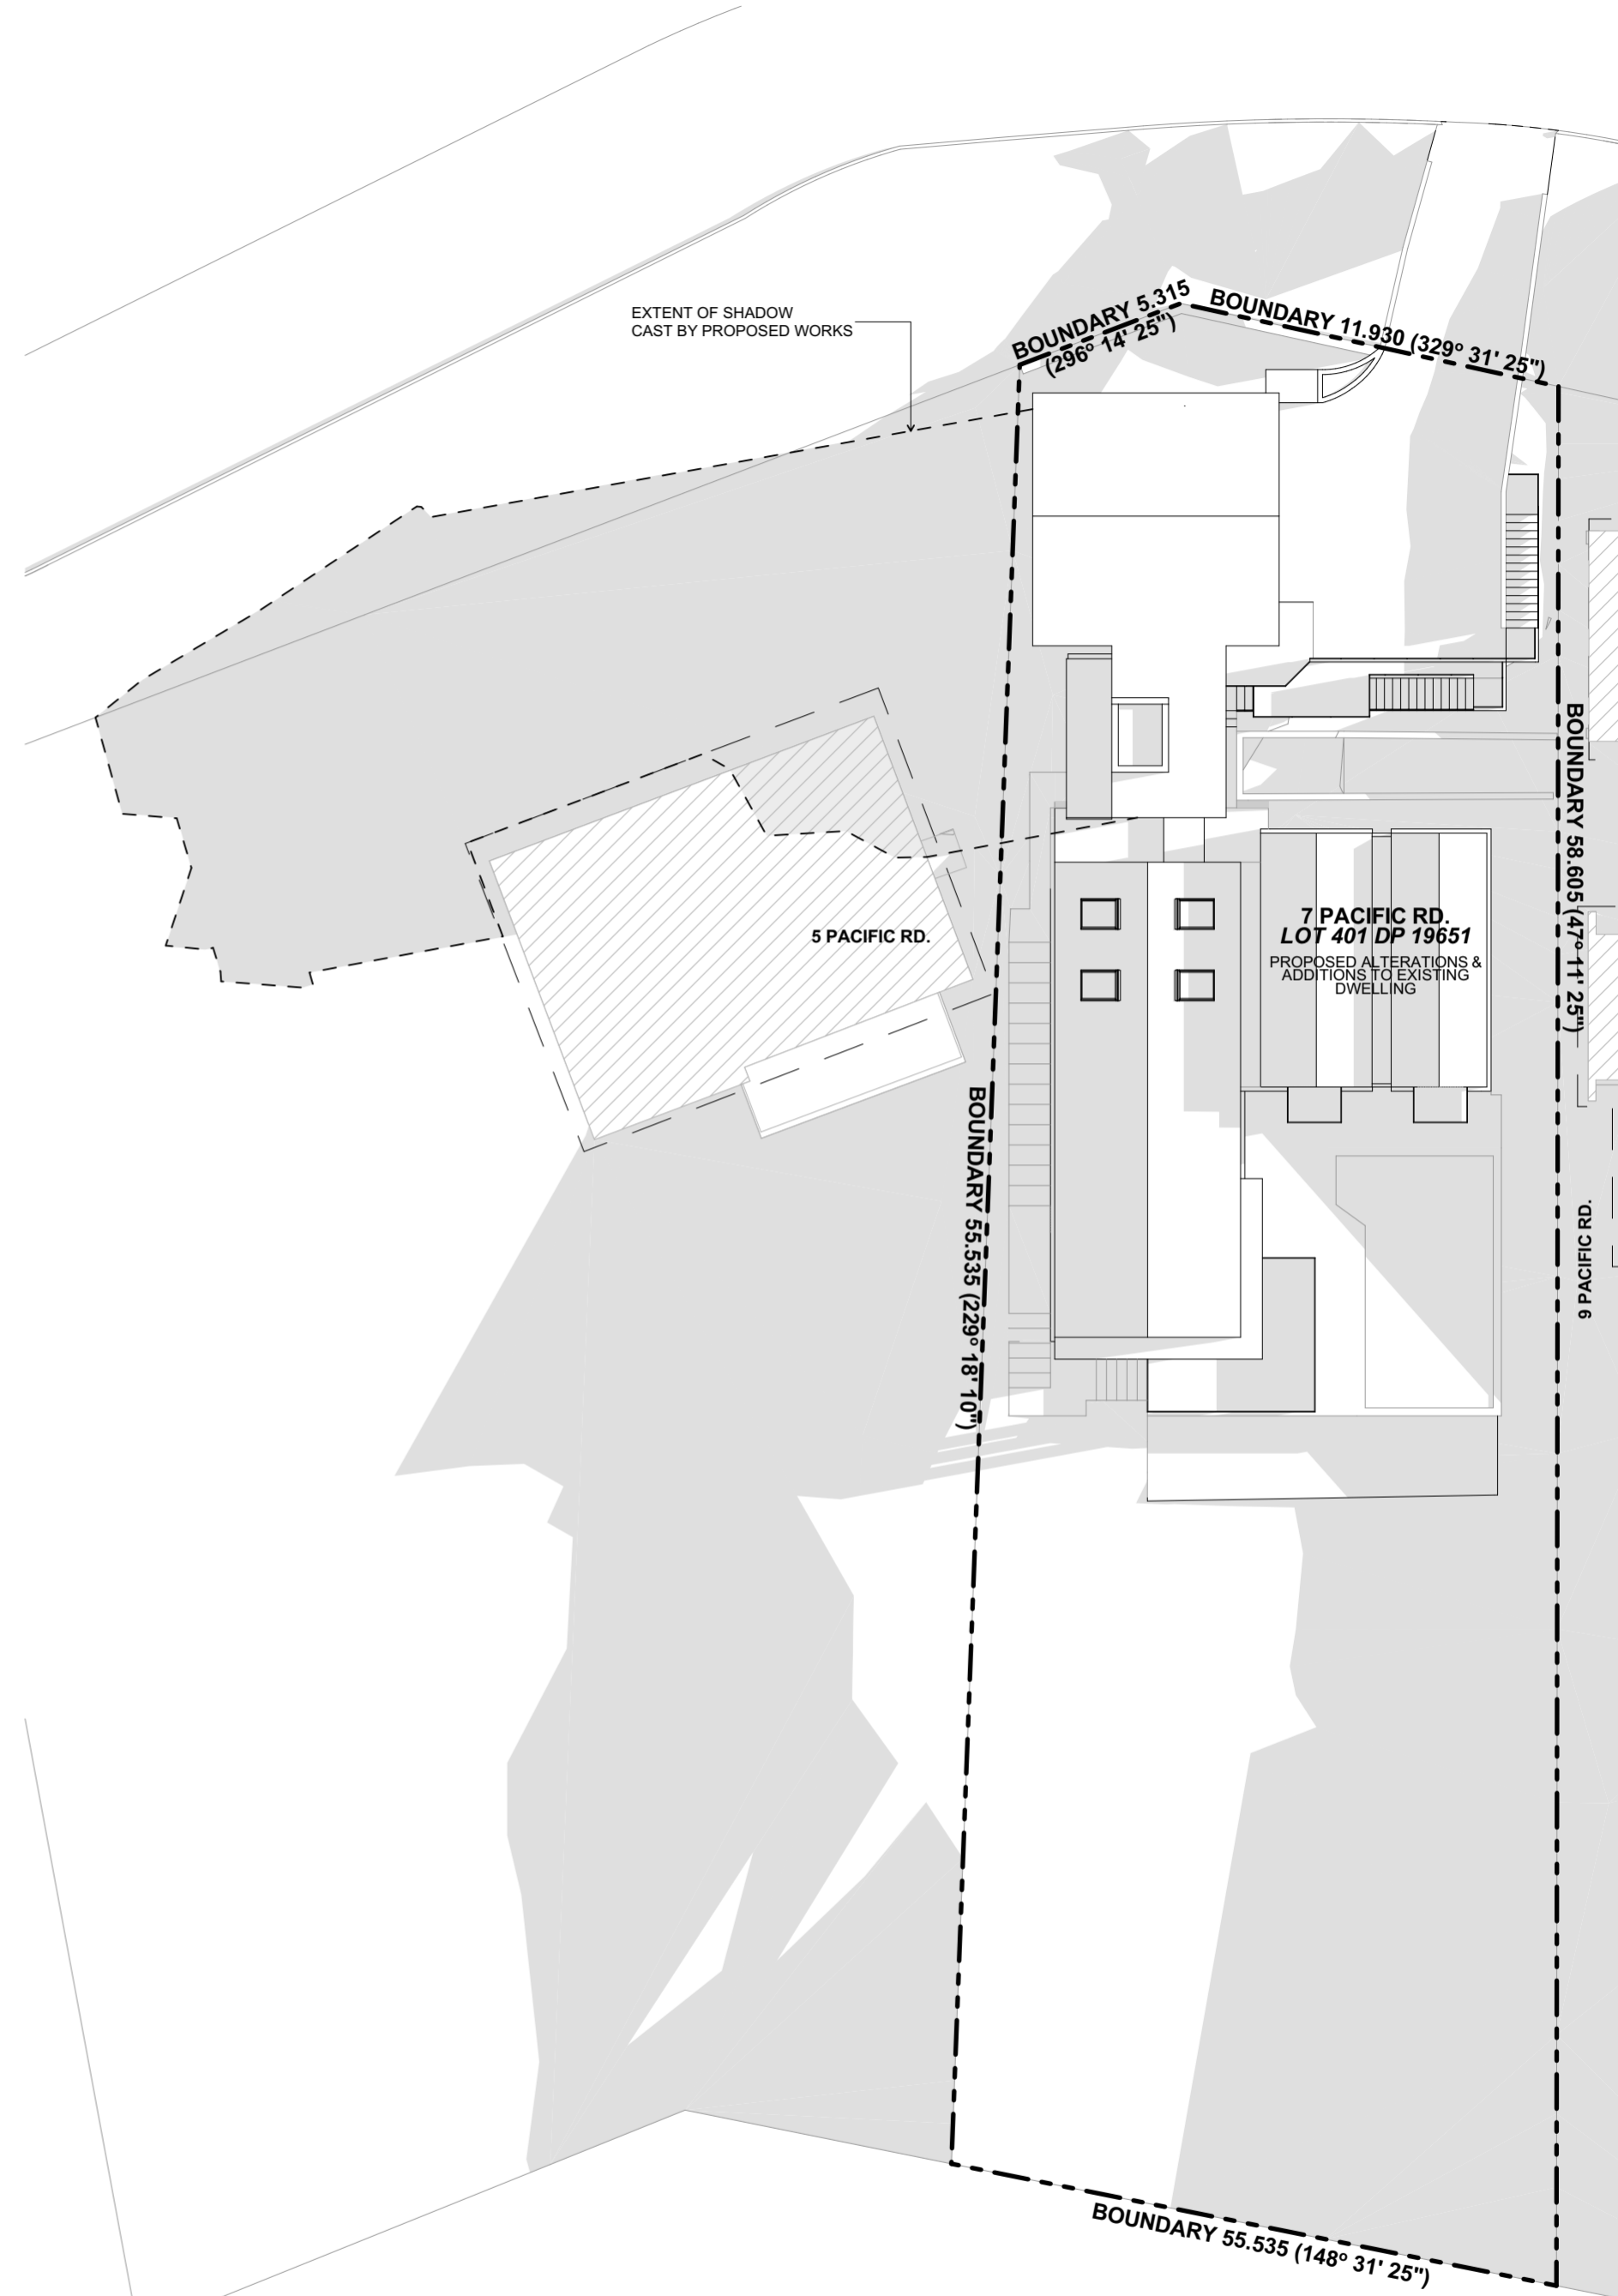 BOUNDARY 5.315
(296° 14' 25")
BOUNDARY 11.930 (329° 31' 25")
EXTENT OF SHADOW
CAST BY PROPOSED WORKS
5 PACIFIC RD.
7 PACIFIC RD.
LOT 401 DP 19651
PROPOSED ALTERATIONS &
ADDITIONS TO EXISTING
DWELLING
BOUNDARY 58.605 (47° 11' 25")
BOUNDARY 55.535 (229° 18' 10")
9 PACIFIC RD.
BOUNDARY 55.535 (148° 31' 25")